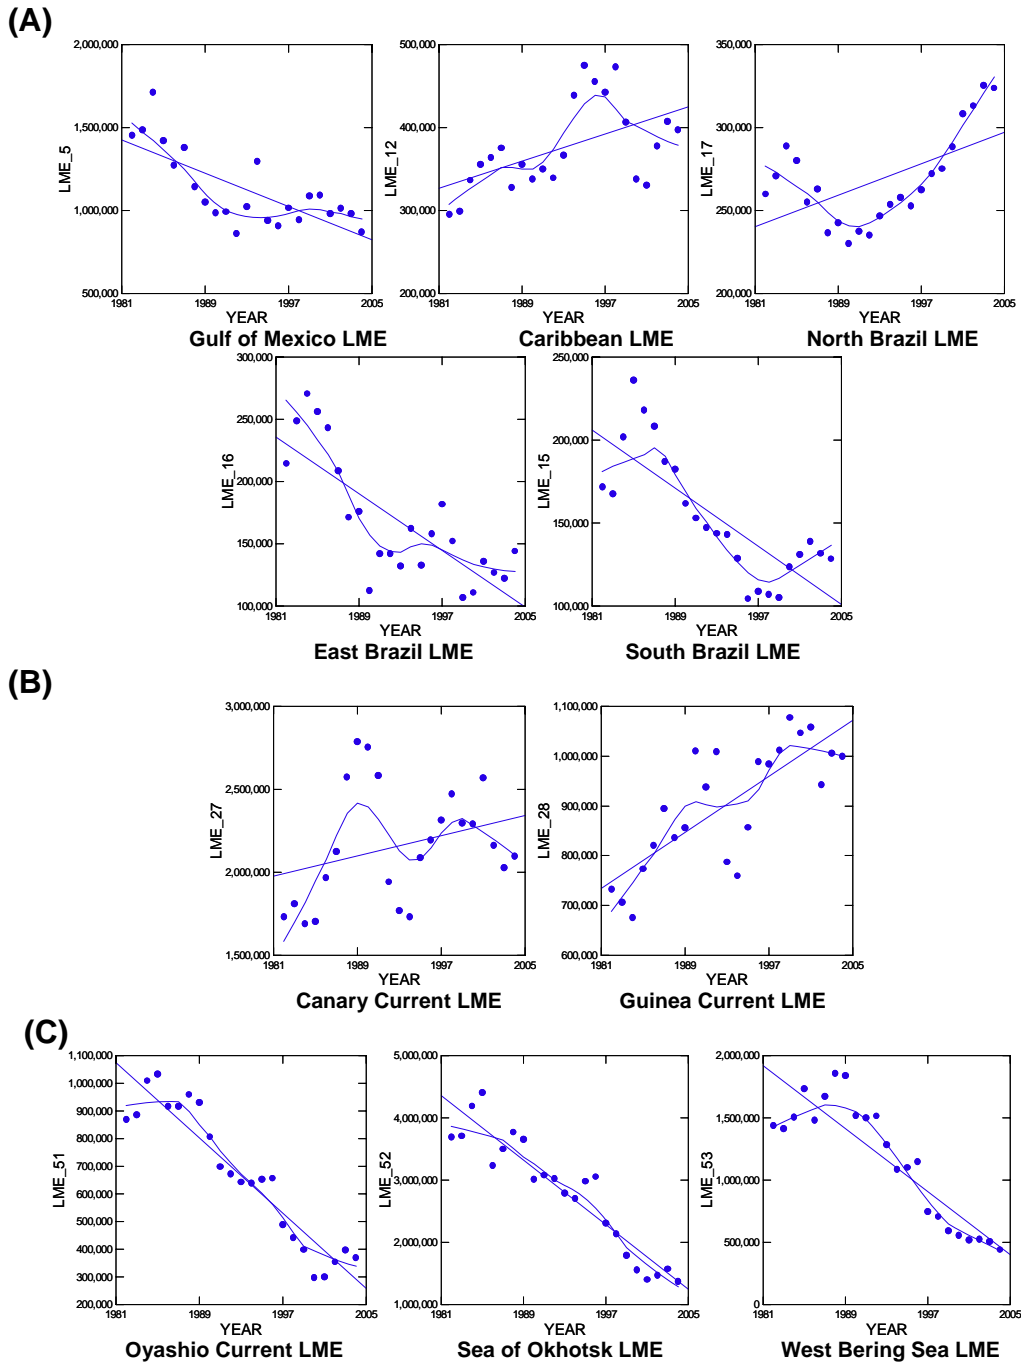 (A)
2,000,000
1,500,000
1,000,000
500,000
LME_5
1981 1989 1997 2005
YEAR
Gulf of Mexico LME
500,000
400,000
300,000
200,000
LME_12
1981 1989 1997 2005
YEAR
Caribbean LME
350,000
300,000
250,000
200,000
LME_17
1981 1989 1997 2005
YEAR
North Brazil LME
300,000
250,000
200,000
150,000
100,000
LME_16
1981 1989 1997 2005
YEAR
East Brazil LME
250,000
200,000
150,000
100,000
LME_15
1981 1989 1997 2005
YEAR
South Brazil LME
(B)
3,000,000
2,500,000
2,000,000
1,500,000
LME_27
1981 1989 1997 2005
YEAR
Canary Current LME
1,100,000
1,000,000
900,000
800,000
700,000
600,000
LME_28
1981 1989 1997 2005
YEAR
Guinea Current LME
(C)
1,100,000
1,000,000
900,000
800,000
700,000
600,000
500,000
400,000
300,000
200,000
LME_51
1981 1989 1997 2005
YEAR
Oyashio Current LME
5,000,000
4,000,000
3,000,000
2,000,000
1,000,000
LME_52
1981 1989 1997 2005
YEAR
Sea of Okhotsk LME
2,000,000
1,500,000
1,000,000
500,000
0
LME_53
1981 1989 1997 2005
YEAR
West Bering Sea LME